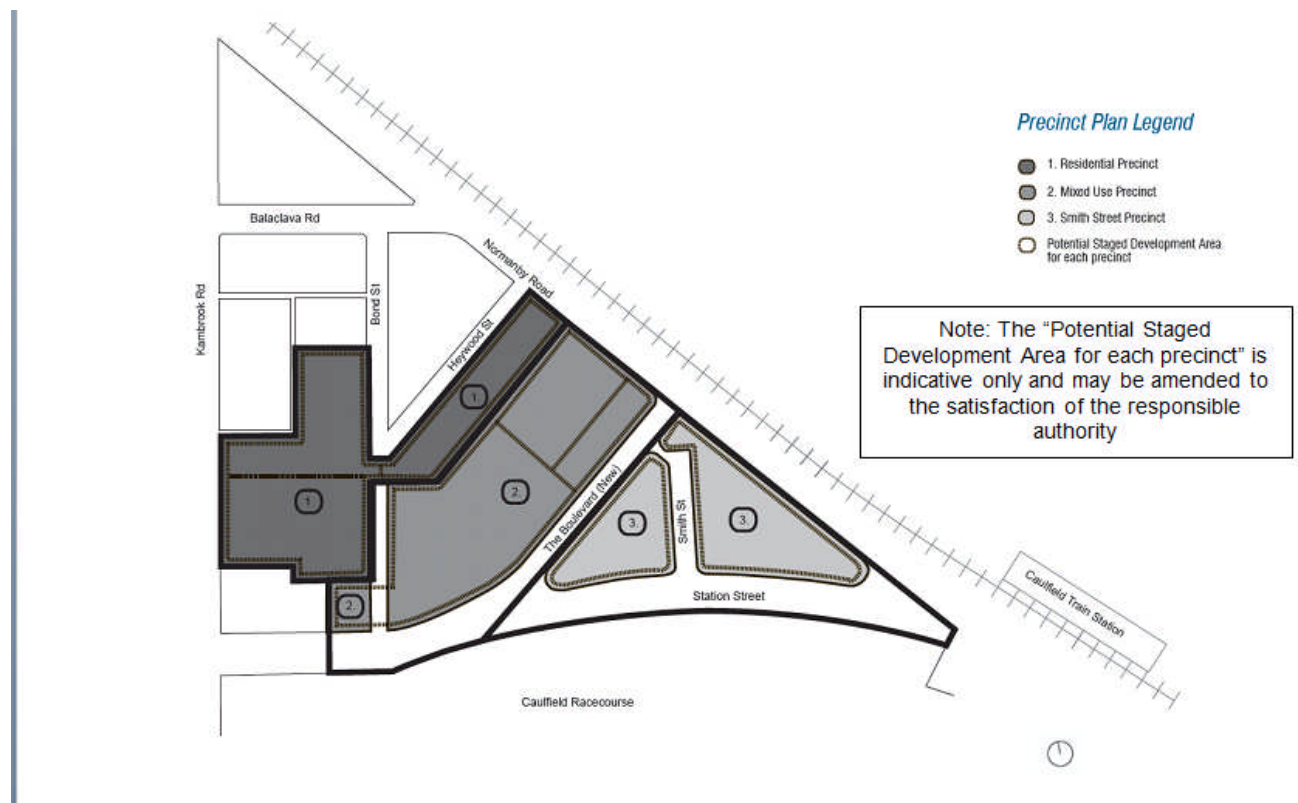 Precinct Plan Legend
1. Residential Precinct
2. Mixed Use Precinct
3. Smith Street Precinct
Potential Staged Development Area
for each precinct
Note: The “Potential Staged
Development Area for each precinct” is
indicative only and may be amended to
the satisfaction of the responsible
authority
Balaclava Rd
Kambrook Rd
Bond St
Heywood St
Normanby Road
1.
1.
2.
2.
The Boulevard (New)
3.
Smith St
3.
Station Street
Caulfield Train Station
Caulfield Racecourse